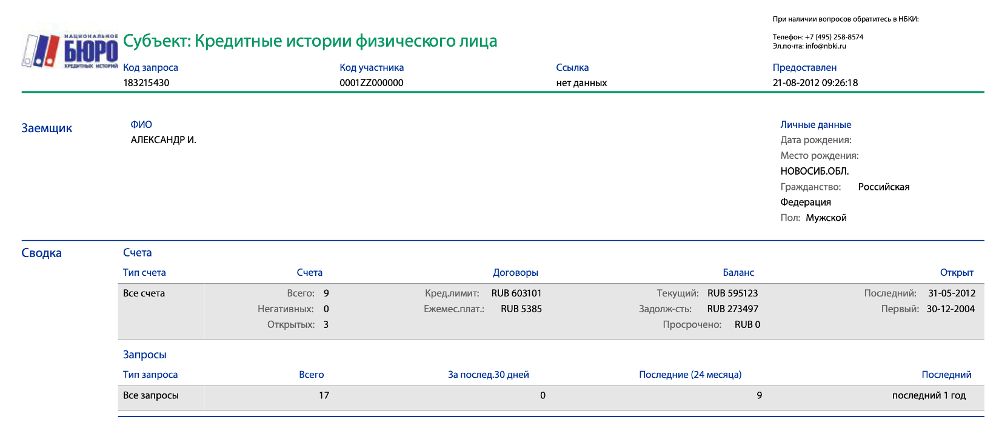 При наличии вопросов обратитесь в НБКИ:
Телефон: +7 (495) 258-8574
Эл.почта: info@nbki.ru
НАЦИОНАЛЬНОЕ
БЮРО
КРЕДИТНЫХ ИСТОРИЙ
Субъект: Кредитные истории физического лица
Код запроса Код участника Ссылка Предоставлен
183215430 0001ZZ000000 нет данных 21-08-2012 09:26:18
Заемщик ФИО Личные данные
АЛЕКСАНДР И. Дата рождения:
Место рождения:
НОВОСИБ.ОБЛ.
Гражданство: Российская
Федерация
Пол: Мужской
Сводка Счета
Тип счета Счета Договоры Баланс Открыт
Все счета Всего: 9 Кред.лимит: RUB 603101 Текущий: RUB 595123 Последний: 31-05-2012
Негативных: 0 Ежемес.плат.: RUB 5385 Задолж-сть: RUB 273497 Первый: 30-12-2004
Открытых: 3 Просрочено: RUB 0
Запросы
Тип запроса Всего За послед.30 дней Последние (24 месяца) Последний
Все запросы 17 0 9 последний 1 год